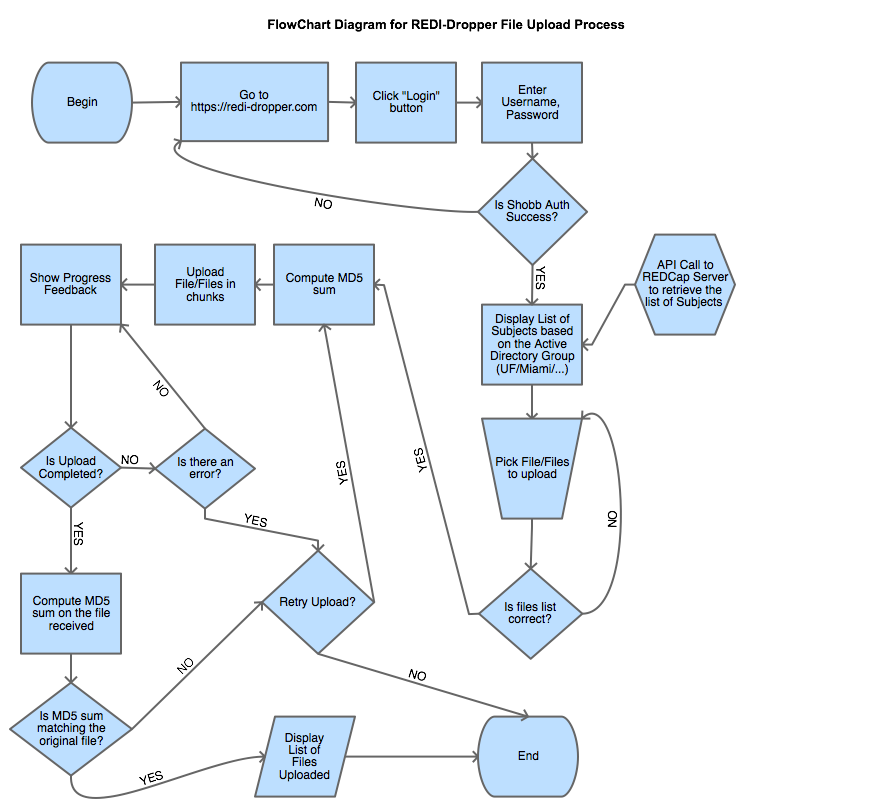 FlowChart Diagram for REDI-Dropper File Upload Process
Begin
Go to
https://redi-dropper.com
Click "Login"
button
Enter
Username,
Password
NO
Is Shobb Auth
Success?
YES
API Call to
REDCap Server
to retrieve the
list of Subjects
Show Progress
Feedback
Upload
File/Files in
chunks
Compute MD5
sum
Display List of
Subjects based
on the Active
Directory Group
(UF/Miami/...)
NO
Is Upload
Completed?
NO
Is there an
error?
YES
YES
Pick File/Files
to upload
NO
YES
YES
Compute MD5
sum on the file
received
Retry Upload?
Is files list
correct?
NO
NO
Is MD5 sum
matching the
original file?
YES
Display
List of
Files
Uploaded
End